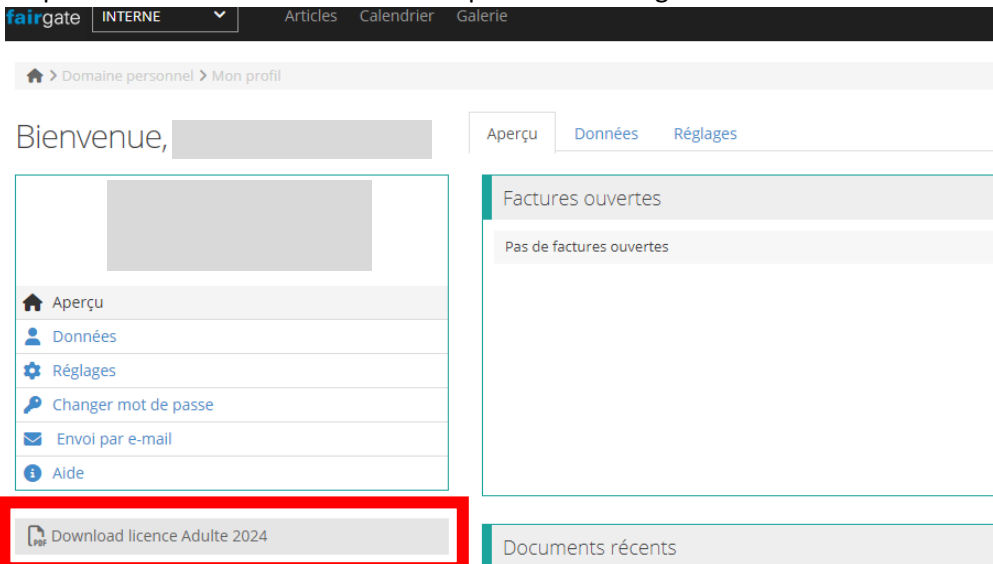 fairgate INTERNE Articles Calendrier Galerie
Domaine personnel > Mon profil
Bienvenue,
Aperçu Données Réglages
Factures ouvertes
Pas de factures ouvertes
Aperçu
Données
Réglages
Changer mot de passe
Envoi par e-mail
Aide
PDF Download licence Adulte 2024
Documents récents